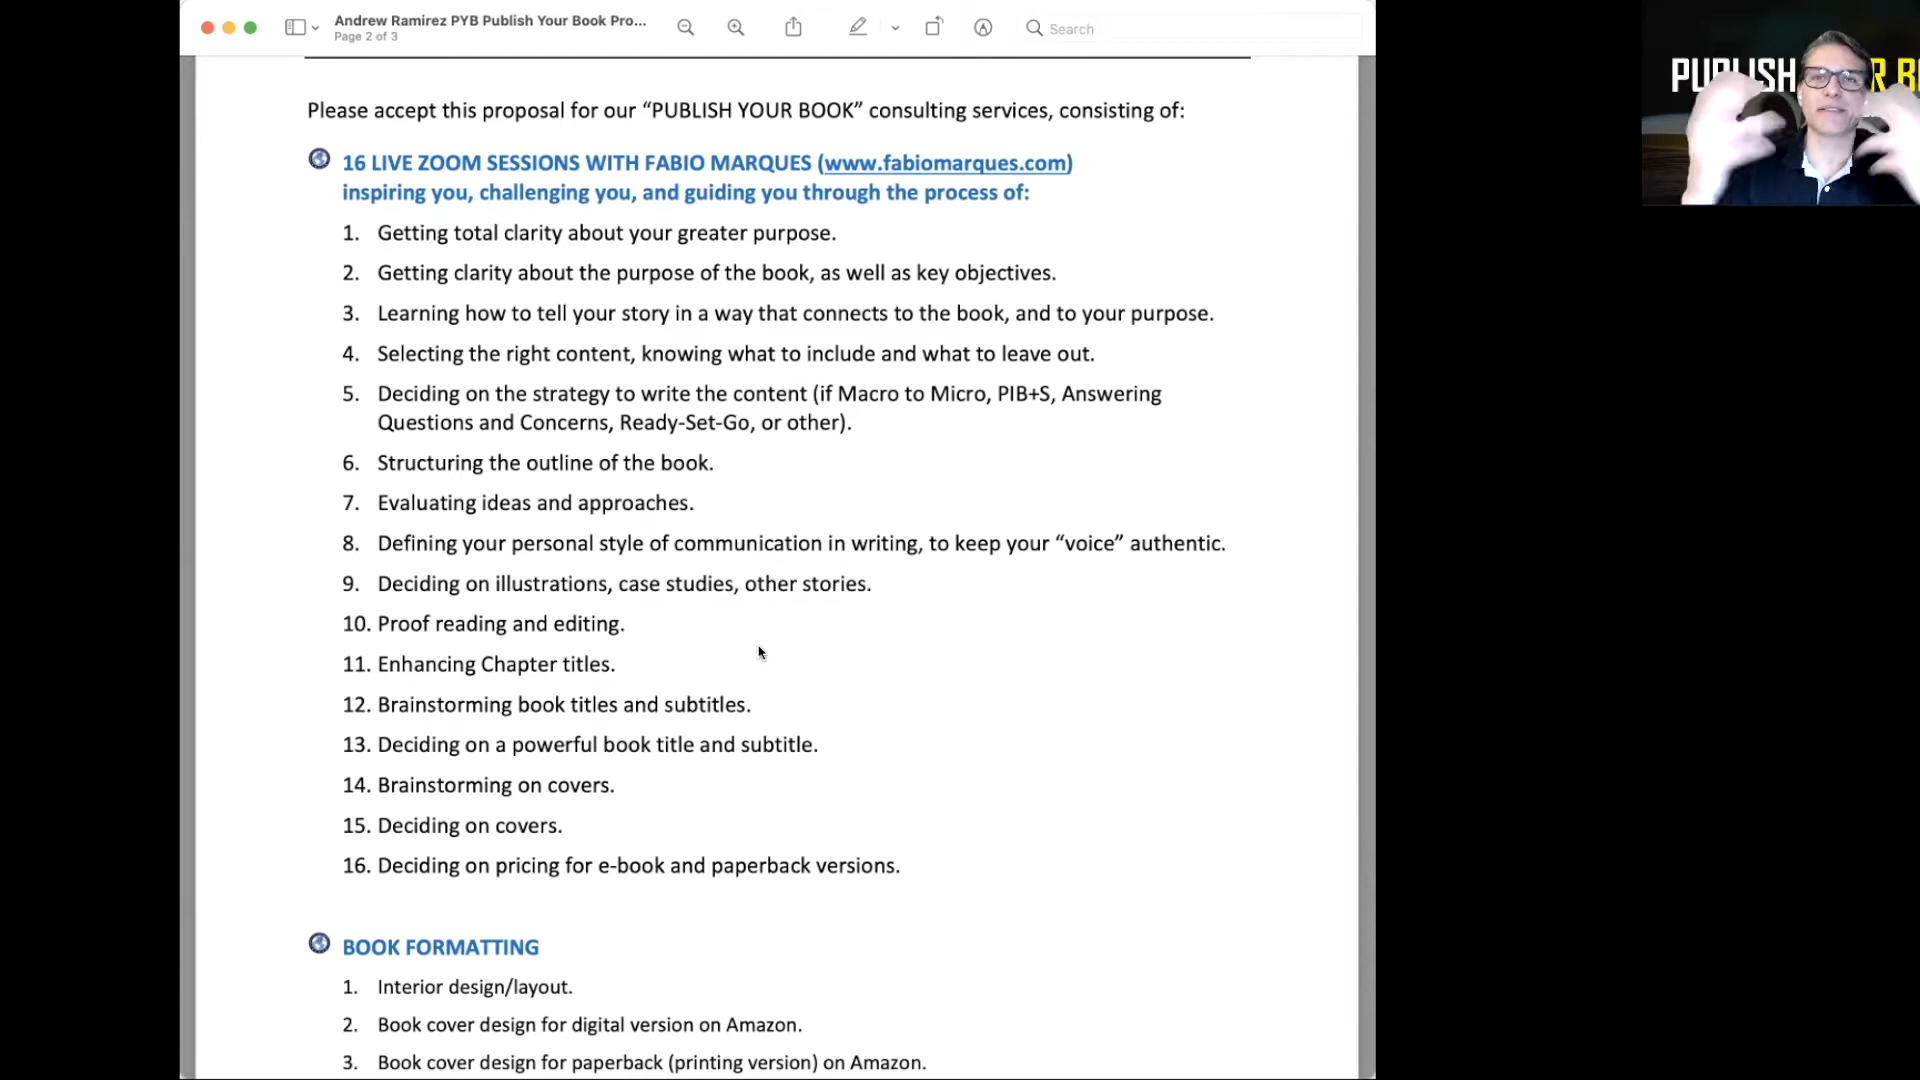 Andrew Ramirez PYB Publish Your Book Pro...
Page 2 of 3
Search
Please accept this proposal for our “PUBLISH YOUR BOOK” consulting services, consisting of:
16 LIVE ZOOM SESSIONS WITH FABIO MARQUES (www.fabiomarques.com)
inspiring you, challenging you, and guiding you through the process of:
1. Getting total clarity about your greater purpose.
2. Getting clarity about the purpose of the book, as well as key objectives.
3. Learning how to tell your story in a way that connects to the book, and to your purpose.
4. Selecting the right content, knowing what to include and what to leave out.
5. Deciding on the strategy to write the content (if Macro to Micro, PIB+S, Answering
Questions and Concerns, Ready-Set-Go, or other).
6. Structuring the outline of the book.
7. Evaluating ideas and approaches.
8. Defining your personal style of communication in writing, to keep your “voice” authentic.
9. Deciding on illustrations, case studies, other stories.
10. Proof reading and editing.
11. Enhancing Chapter titles.
12. Brainstorming book titles and subtitles.
13. Deciding on a powerful book title and subtitle.
14. Brainstorming on covers.
15. Deciding on covers.
16. Deciding on pricing for e-book and paperback versions.
BOOK FORMATTING
1. Interior design/layout.
2. Book cover design for digital version on Amazon.
3. Book cover design for paperback (printing version) on Amazon.